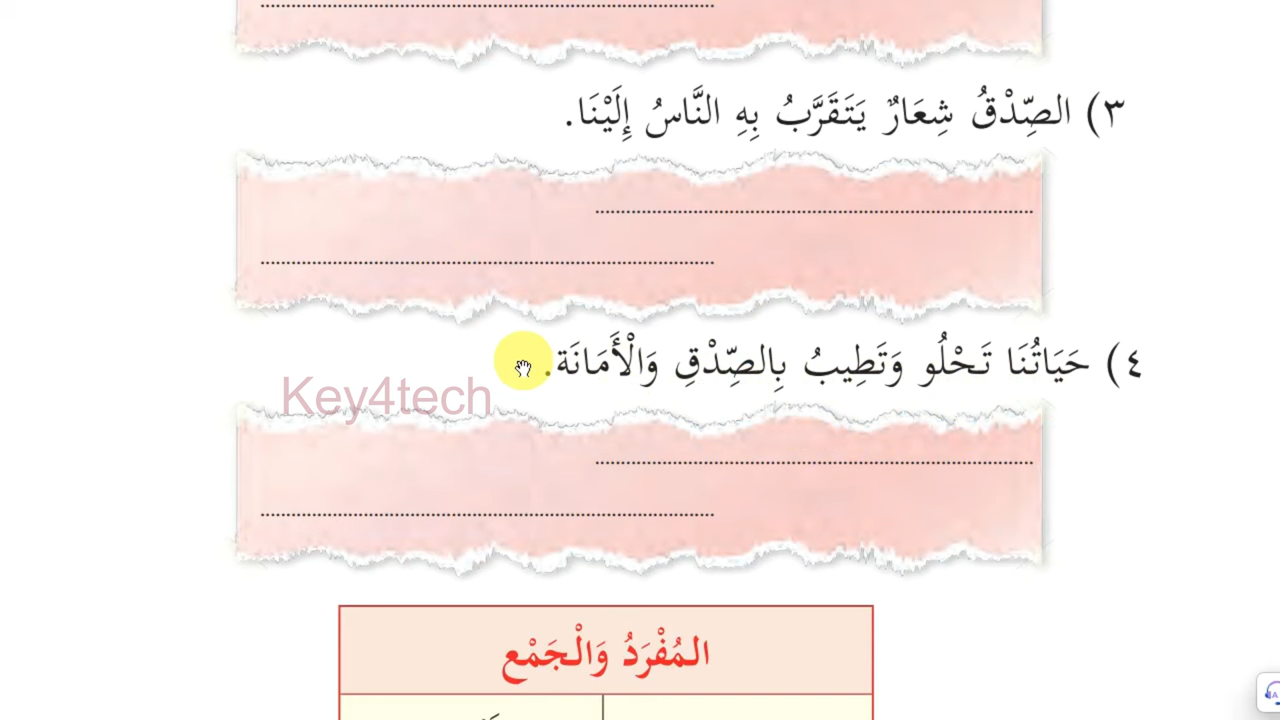 ٣) الصِّدْقُ شِعَارٌ يَتَقَرَّبُ بِهِ النَّاسُ إِلَيْنَا.
٤) حَيَاتُنَا تَحْلُو وَتَطِيبُ بِالصِّدْقِ وَالْأَمَانَة.
Key4tech
المُفْرَدُ وَالْجَمْع